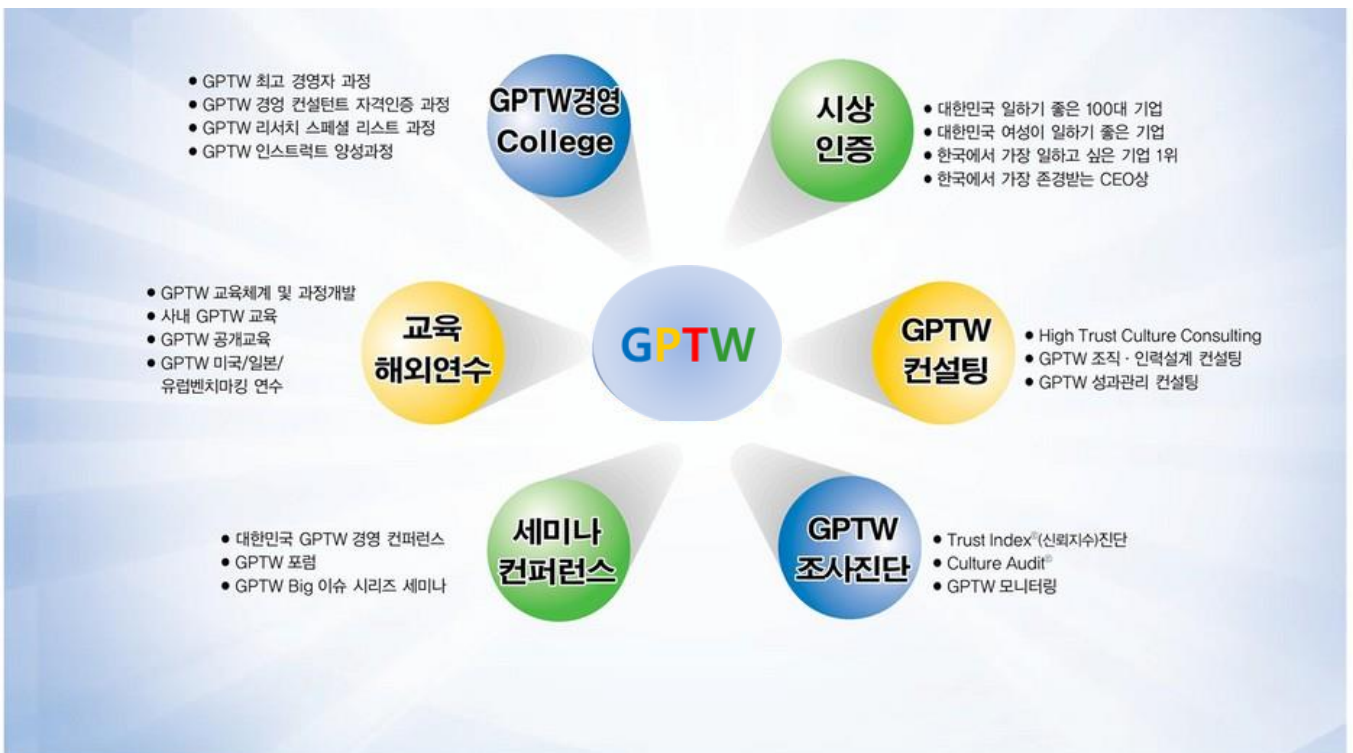 GPTW경영
College
● GPTW 최고 경영자 과정
● GPTW 경영 컨설턴트 자격인증 과정
● GPTW 리서치 스페셜 리스트 과정
● GPTW 인스트럭트 양성과정
시상
인증
● 대한민국 일하기 좋은 100대 기업
● 대한민국 여성이 일하기 좋은 기업
● 한국에서 가장 일하고 싶은 기업 1위
● 한국에서 가장 존경받는 CEO상
교육
해외연수
● GPTW 교육체계 및 과정개발
● 사내 GPTW 교육
● GPTW 공개교육
● GPTW 미국/일본/
유럽벤치마킹 연수
GPTW
GPTW
컨설팅
● High Trust Culture Consulting
● GPTW 조직 · 인력설계 컨설팅
● GPTW 성과관리 컨설팅
세미나
컨퍼런스
● 대한민국 GPTW 경영 컨퍼런스
● GPTW 포럼
● GPTW Big 이슈 시리즈 세미나
GPTW
조사진단
● Trust Index®(신뢰지수)진단
● Culture Audit®
● GPTW 모니터링